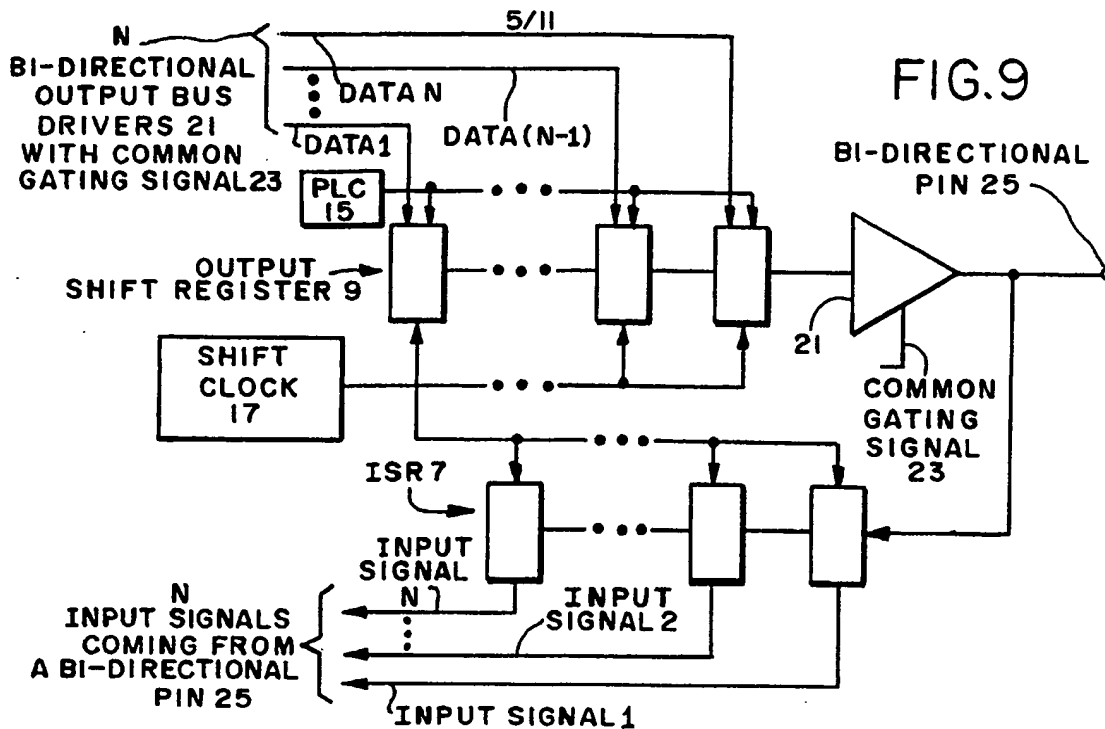 5/11
N
BI-DIRECTIONAL
OUTPUT BUS
DRIVERS 21
WITH COMMON
GATING SIGNAL 23
DATA N
DATA (N-1)
DATA 1
FIG. 9
BI-DIRECTIONAL
PIN 25
PLC
15
OUTPUT
SHIFT REGISTER 9
21
SHIFT
CLOCK
17
COMMON
GATING
SIGNAL
23
ISR 7
INPUT
SIGNAL
N
INPUT
SIGNAL 2
N
INPUT SIGNALS
COMING FROM
A BI-DIRECTIONAL
PIN 25
INPUT SIGNAL 1